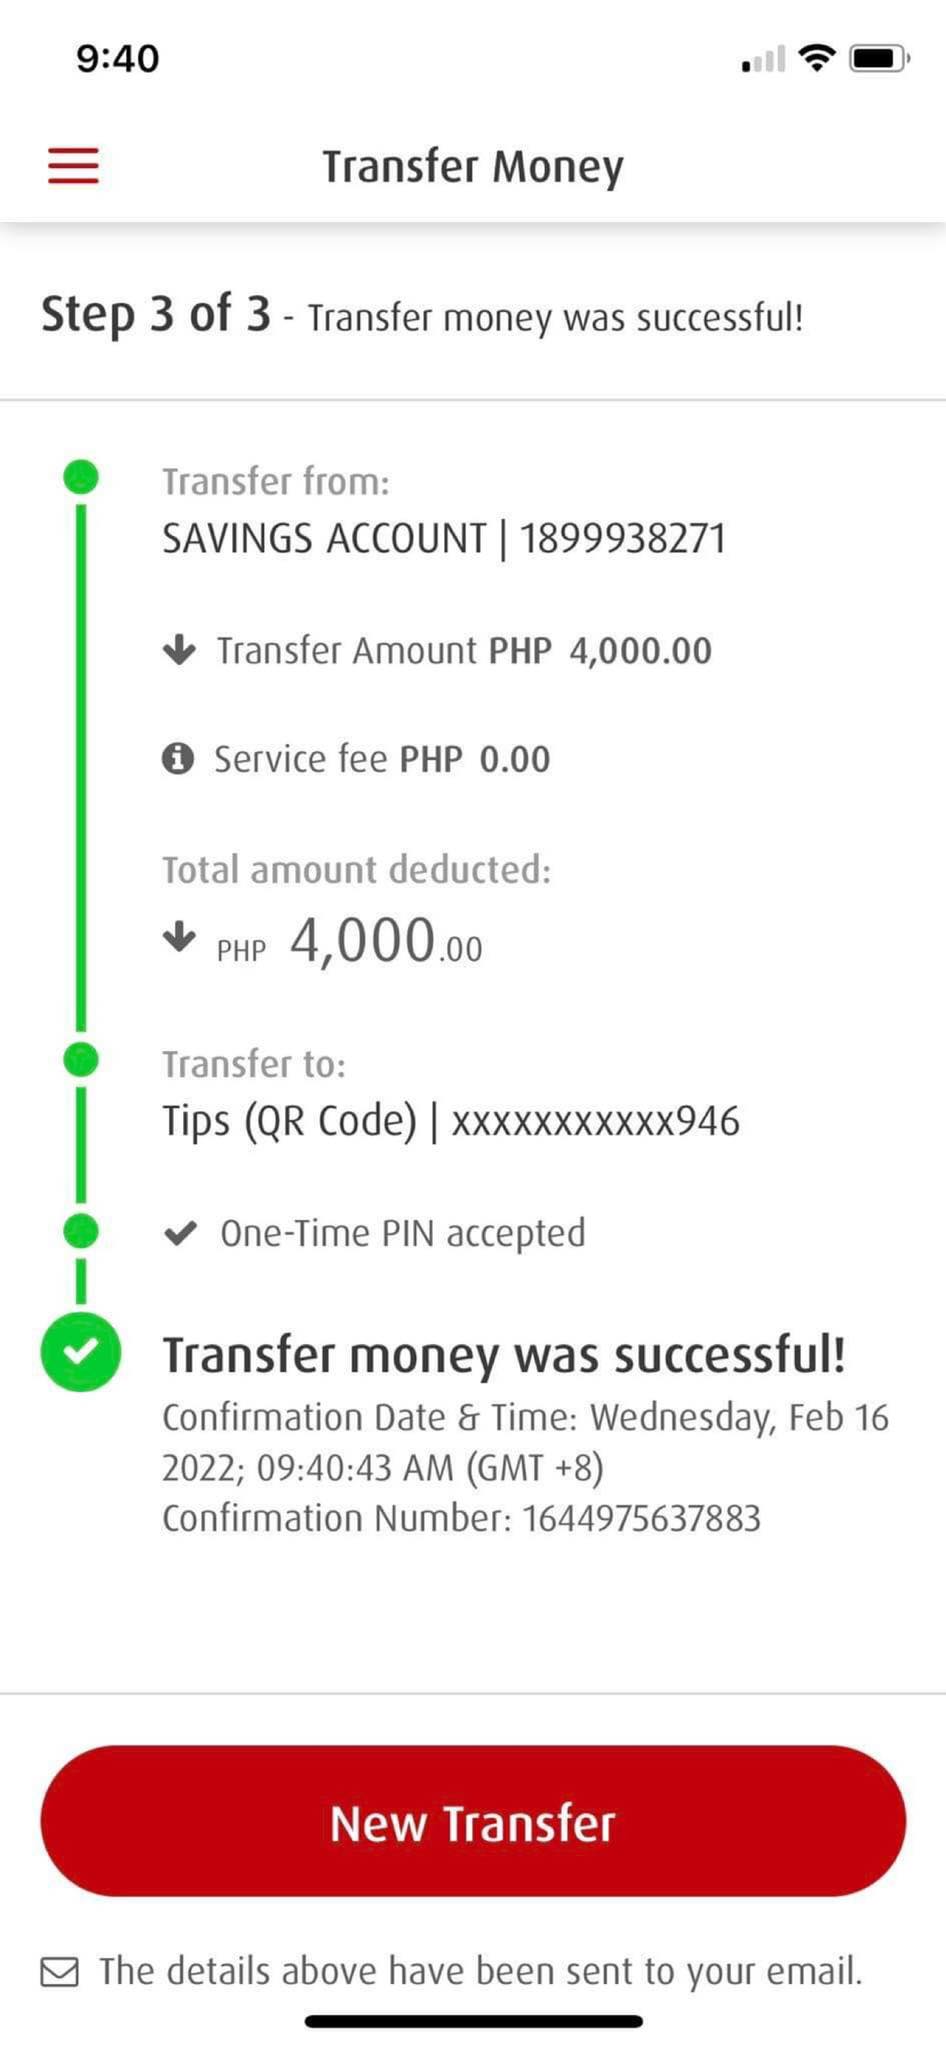 9:40
Transfer Money
Step 3 of 3 - Transfer money was successful!
Transfer from:
SAVINGS ACCOUNT | 1899938271
Transfer Amount PHP 4,000.00
Service fee PHP 0.00
Total amount deducted:
PHP 4,000.00
Transfer to:
Tips (QR Code) | xxxxxxxxxxx946
One-Time PIN accepted
Transfer money was successful!
Confirmation Date & Time: Wednesday, Feb 16
2022; 09:40:43 AM (GMT +8)
Confirmation Number: 1644975637883
New Transfer
The details above have been sent to your email.